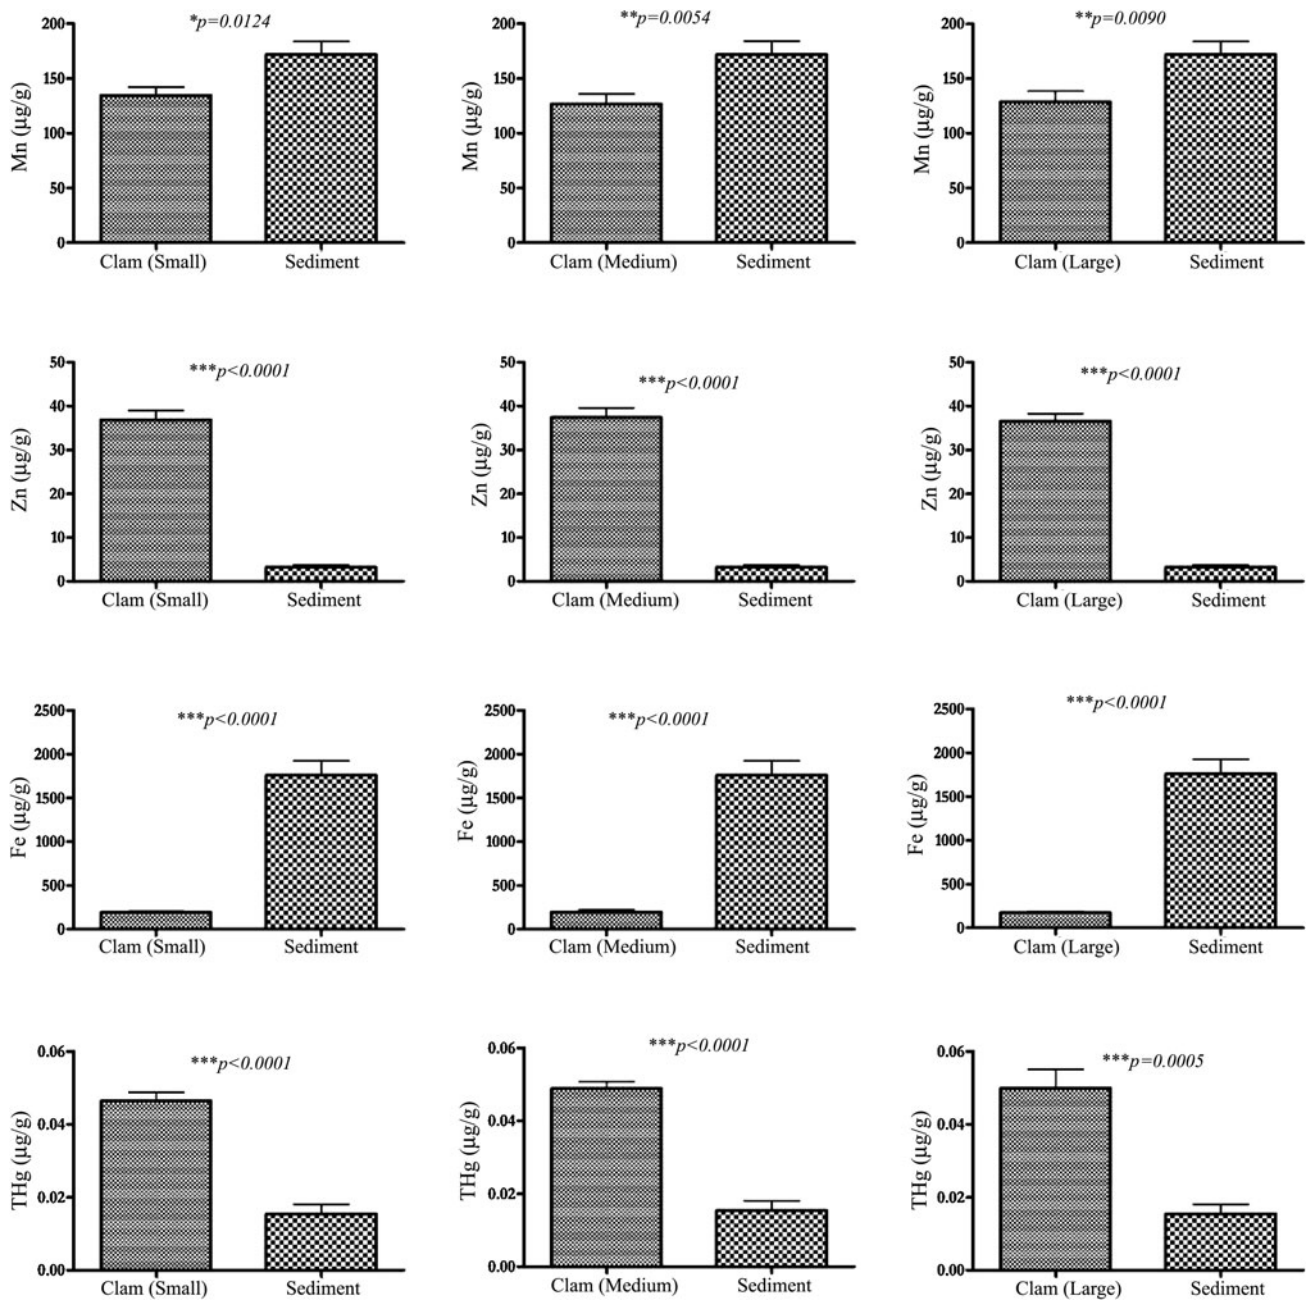 *p=0.0124
Mn (µg/g)
200
150
100
50
0
Clam (Small)
Sediment
**p=0.0054
Mn (µg/g)
200
150
100
50
0
Clam (Medium)
Sediment
**p=0.0090
Mn (µg/g)
200
150
100
50
0
Clam (Large)
Sediment
***p<0.0001
Zn (µg/g)
50
40
30
20
10
0
Clam (Small)
Sediment
***p<0.0001
Zn (µg/g)
50
40
30
20
10
0
Clam (Medium)
Sediment
***p<0.0001
Zn (µg/g)
50
40
30
20
10
0
Clam (Large)
Sediment
***p<0.0001
Fe (µg/g)
2500
2000
1500
1000
500
0
Clam (Small)
Sediment
***p<0.0001
Fe (µg/g)
2500
2000
1500
1000
500
0
Clam (Medium)
Sediment
***p<0.0001
Fe (µg/g)
2500
2000
1500
1000
500
0
Clam (Large)
Sediment
***p<0.0001
THg (µg/g)
0.06
0.04
0.02
0.00
Clam (Small)
Sediment
***p<0.0001
THg (µg/g)
0.06
0.04
0.02
0.00
Clam (Medium)
Sediment
***p=0.0005
THg (µg/g)
0.06
0.04
0.02
0.00
Clam (Large)
Sediment